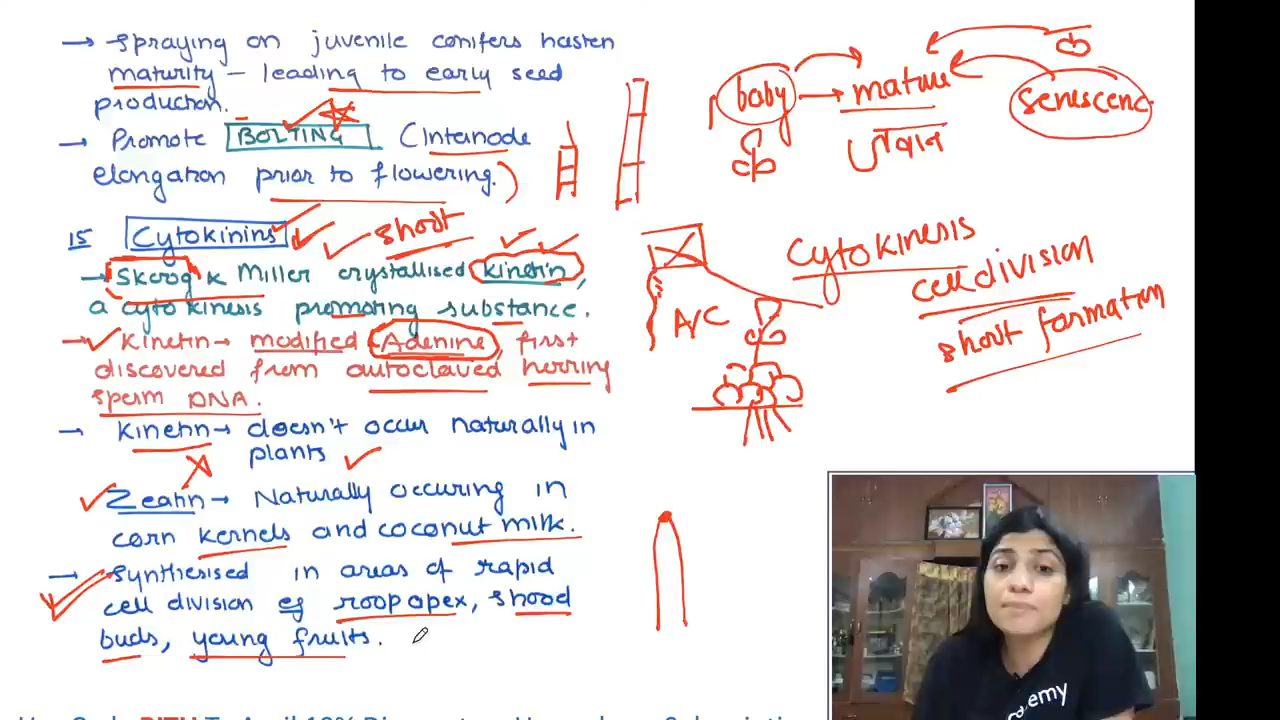 → Spraying on juvenile conifers hasten
maturity – leading to early seed
production.
→ Promote BOLTING (Internode
elongation prior to flowering.)
15 Cytokinins
shoot
→ Skoog & Miller crystallised kinetin,
a cytokinesis promoting substance.
→ Kinetin → modified Adenine, first
discovered from autoclaved herring
sperm DNA.
→ Kinetin → doesn't occur naturally in
plants
Zeatin → Naturally occuring in
corn kernels and coconut milk.
→ Synthesised in areas of rapid
cell division eg roop apex, shood
buds, young fruits.
baby → mature
senescenc
Cytokinesis
cell division
shoot formation
A/C
emy